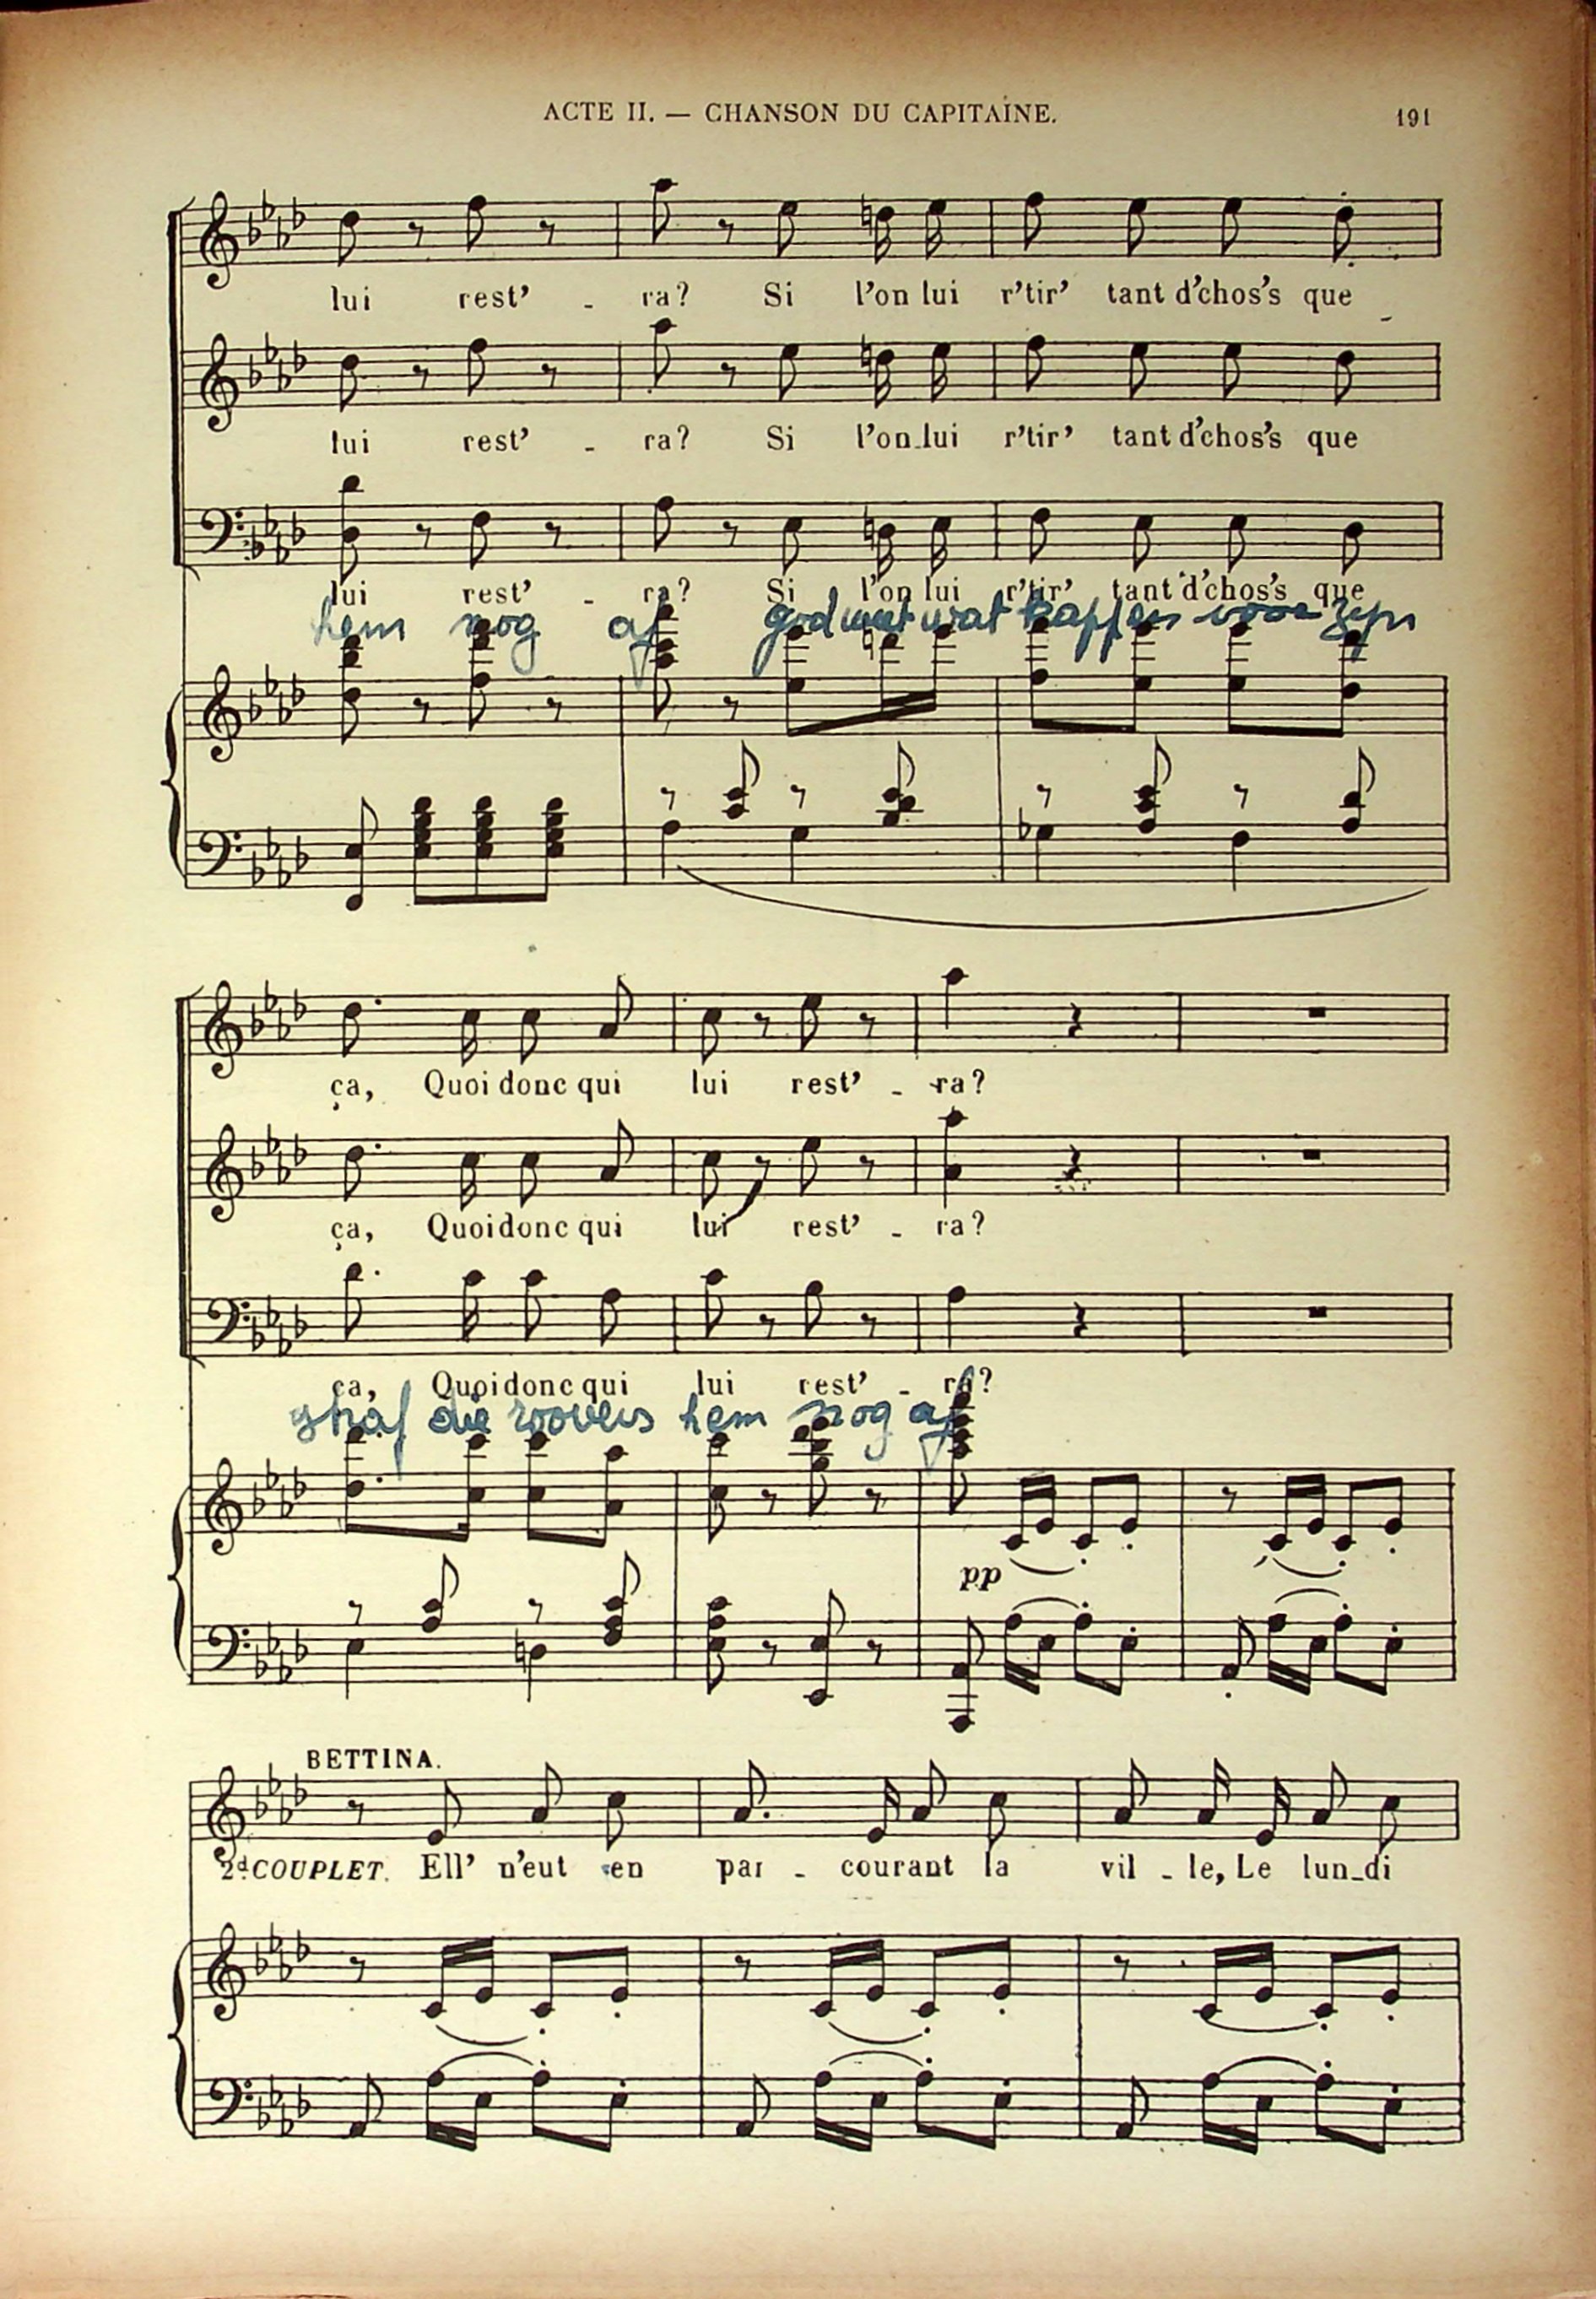 ACTE II. — CHANSON DU CAPITAINE.
191
lui rest' - ra? Si l'on lui r'tir' tant d'chos's que
lui rest' - ra? Si l'on lui r'tir' tant d'chos's que
lui rest' - ra? Si l'on lui r'tir' tant d'chos's que
hem nog af god weet wat happen voor zijn
ça, Quoi donc qui lui rest' - ra?
ça, Quoi donc qui lui rest' - ra?
ça, Quoi donc qui lui rest' - ra?
straf die roovers hem nog af
pp
BETTINA.
2d. COUPLET. Ell' n'eut en par - courant la vil - le, Le lun - di